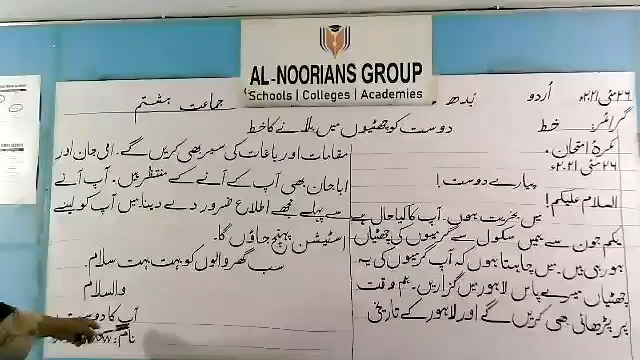 AL-NOORIANS GROUP
Schools | Colleges | Academies
۲۶ مئی ۲۰۲۱ء اُردو بُدھ جماعت ہشتم
گرائمر: خط دوست کو چھٹیوں میں بلانے کا خط
کمرۂ امتحان،
۲۶ مئی ۲۰۲۱ء
پیارے دوست!
السلام علیکم!
میں بخیریت ہوں۔ آپ کا کیا حال ہے
یکم جون سے ہمیں سکول سے گرمیوں کی چھٹیاں
ہو رہی ہیں۔ میں چاہتا ہوں کہ آپ گرمیوں کی یہ
چھٹیاں میرے پاس لاہور میں گزاریں۔ ہم وقت
پر پڑھائی بھی کریں گے اور لاہور کے تاریخی
مقامات اور باغات کی سیر بھی کریں گے۔ امی جان اور
ابا جان بھی آپ کے آنے کے منتظر ہیں۔ آپ آنے
سے پہلے مجھے اطلاع ضرور دے دینا میں آپ کو لینے
اسٹیشن پہنچ جاؤں گا۔
سب گھر والوں کو بہت بہت سلام۔
والسلام
آپ کا دوست
نام: